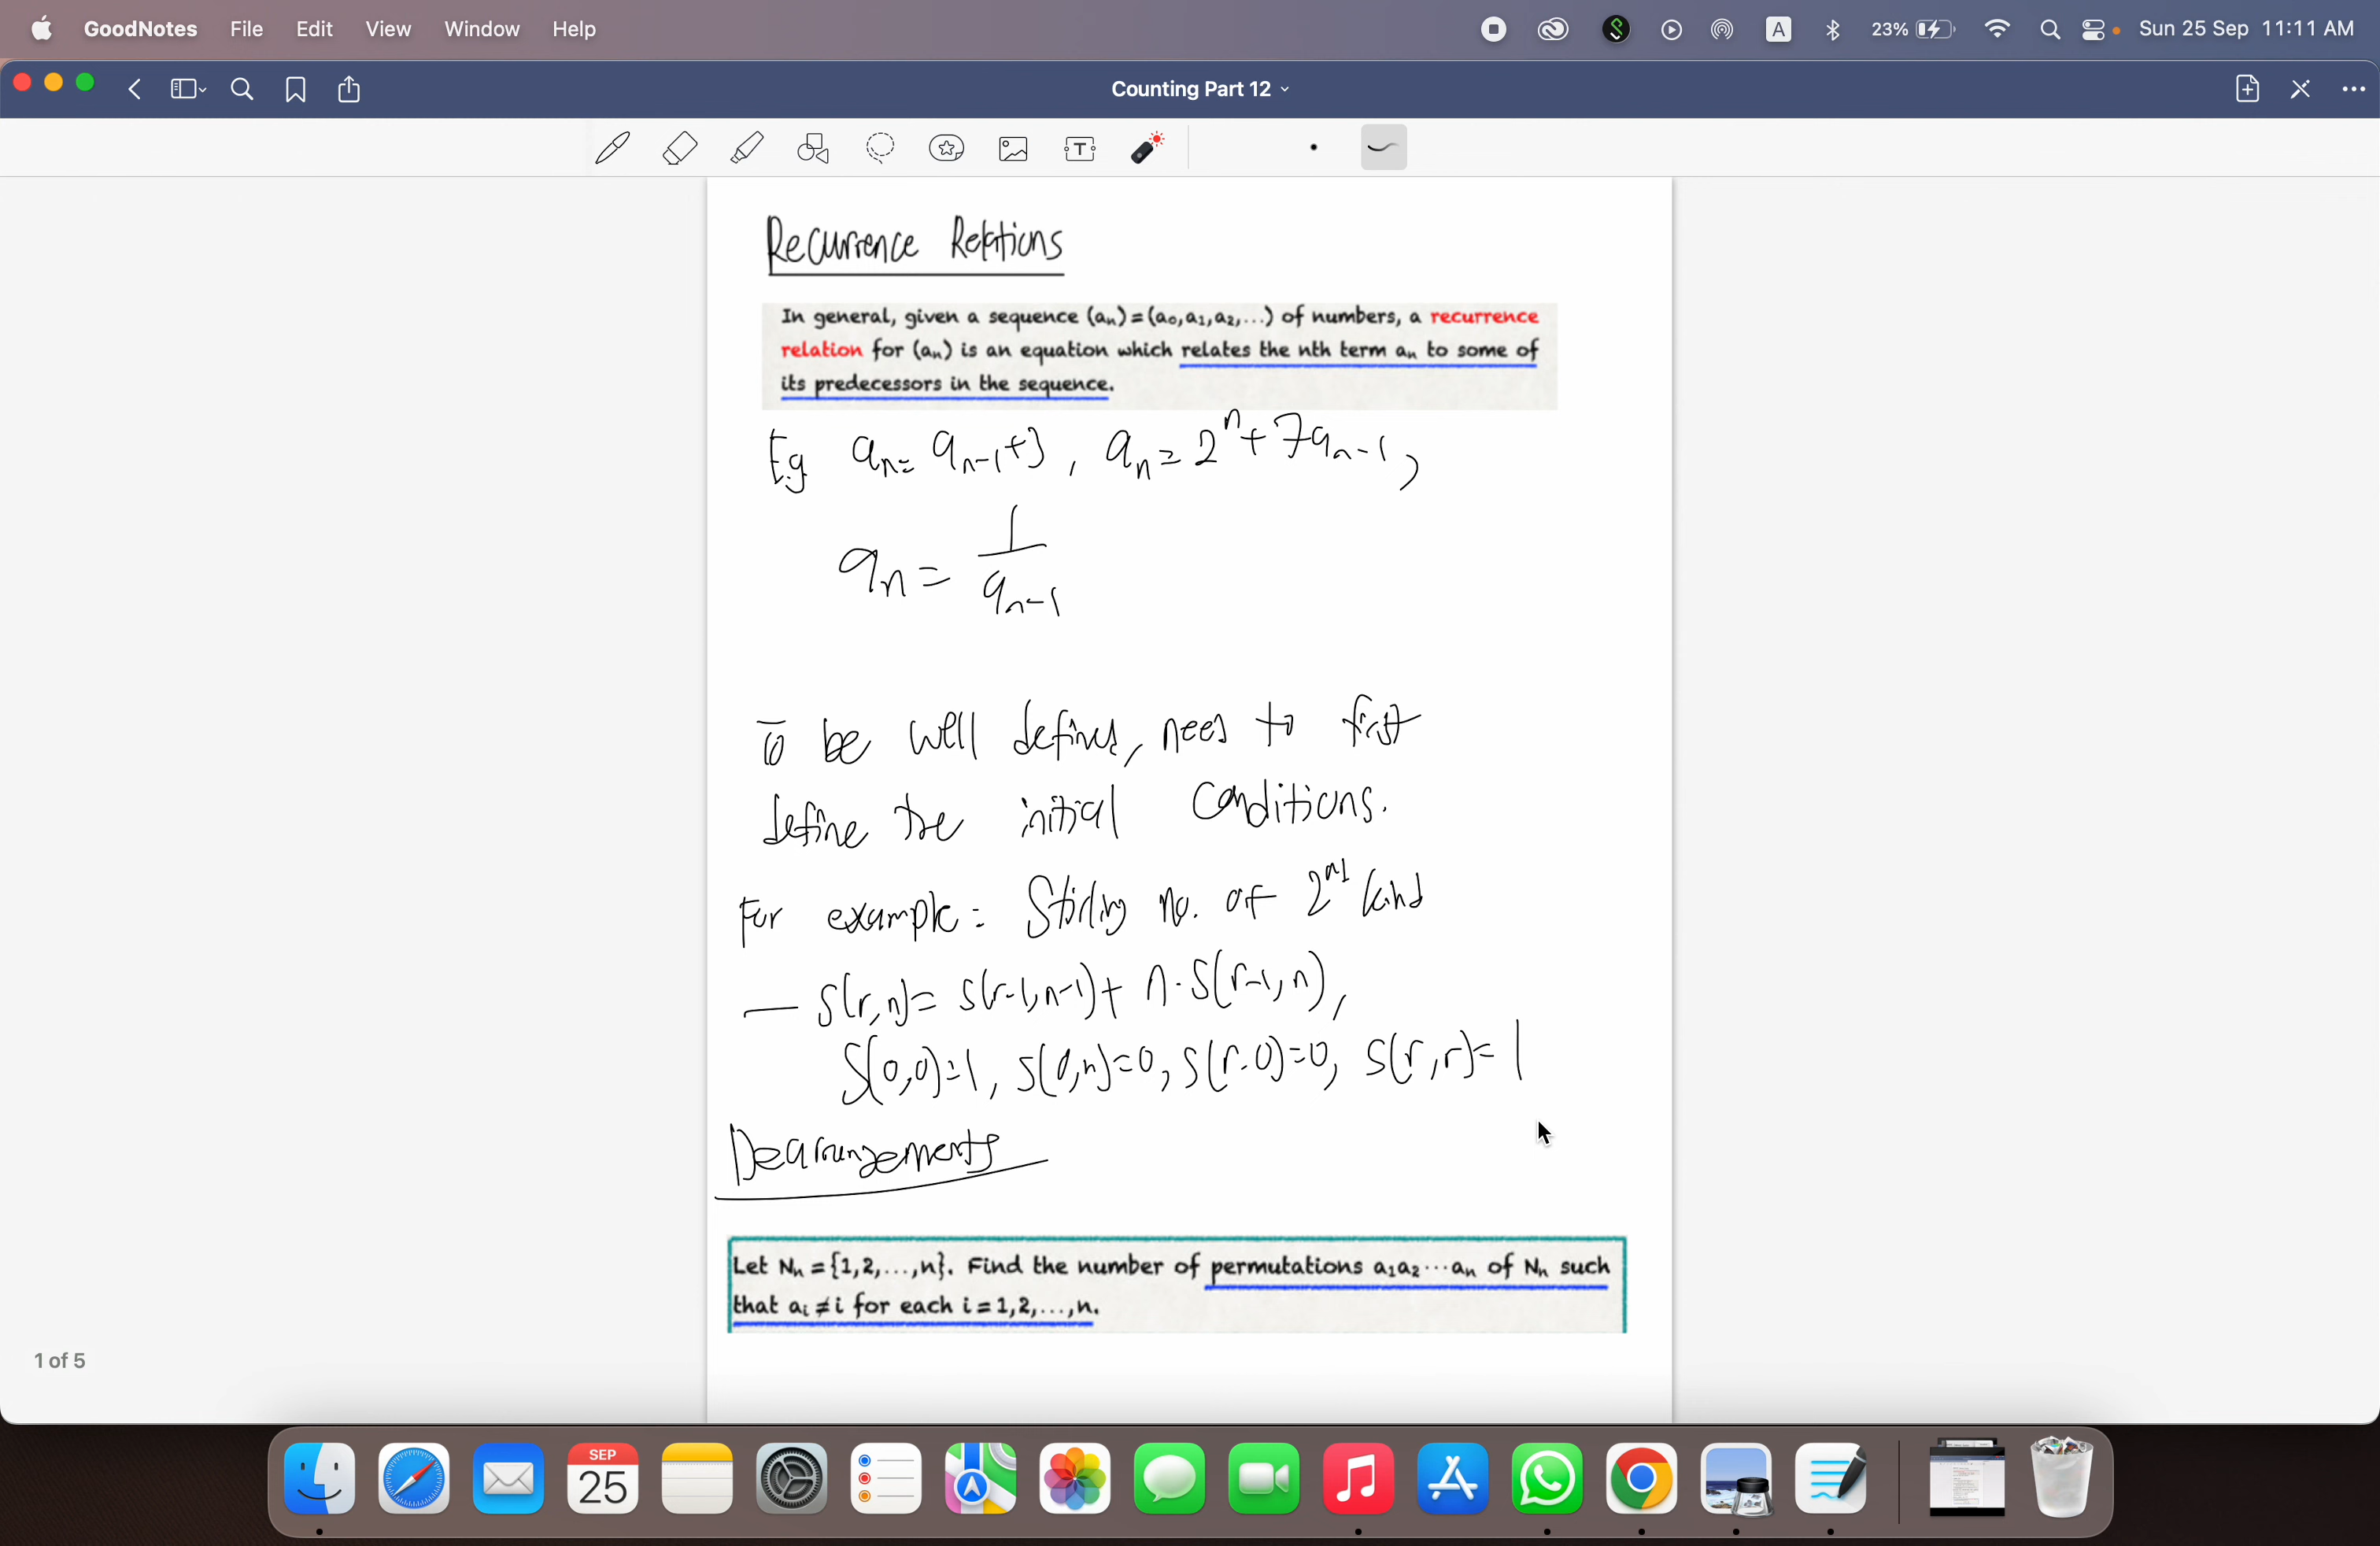 GoodNotes File Edit View Window Help A 23% Sun 25 Sep 11:11 AM
Counting Part 12
T
Recurrence Relations
In general, given a sequence (aₙ)=(a₀,a₁,a₂,...) of numbers, a recurrence
relation for (aₙ) is an equation which relates the nth term aₙ to some of
its predecessors in the sequence.
E.g aₙ= aₙ₋₁+3, aₙ=2ⁿ+7aₙ₋₁,
aₙ= 1/aₙ₋₁
To be well defined, need to first
define the initial conditions.
For example: Stirling no. of 2nd kind
— S(r,n)= S(r-1,n-1)+ n·S(r-1,n),
S(0,0)=1, S(0,n)=0, S(r,0)=0, S(r,r)=1
Dearrangements
Let Nₙ={1,2,...,n}. Find the number of permutations a₁a₂···aₙ of Nₙ such
that aᵢ≠i for each i=1,2,...,n.
1 of 5
SEP
25